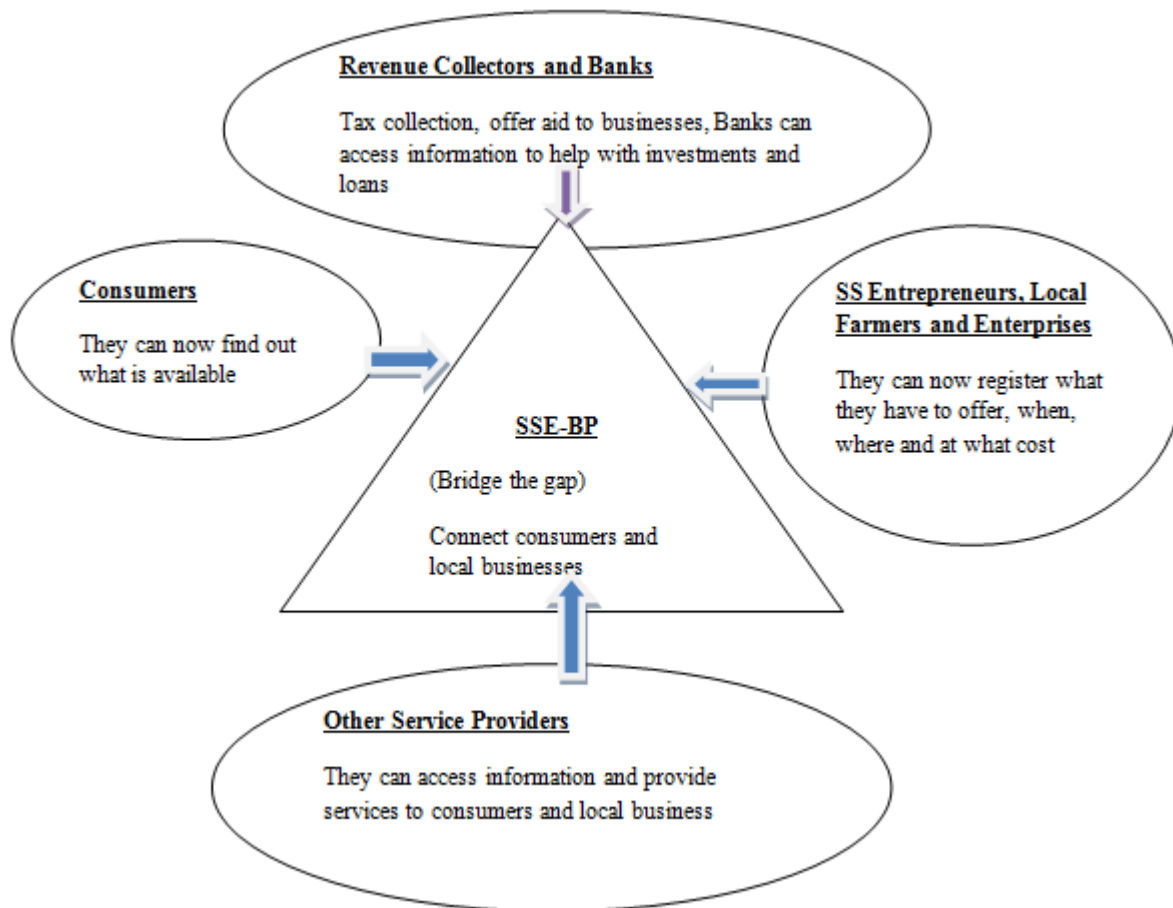 Revenue Collectors and Banks
Tax collection, offer aid to businesses, Banks can
access information to help with investments and
loans
Consumers
They can now find out
what is available
SS Entrepreneurs, Local
Farmers and Enterprises
They can now register what
they have to offer, when,
where and at what cost
SSE-BP
(Bridge the gap)
Connect consumers and
local businesses
Other Service Providers
They can access information and provide
services to consumers and local business